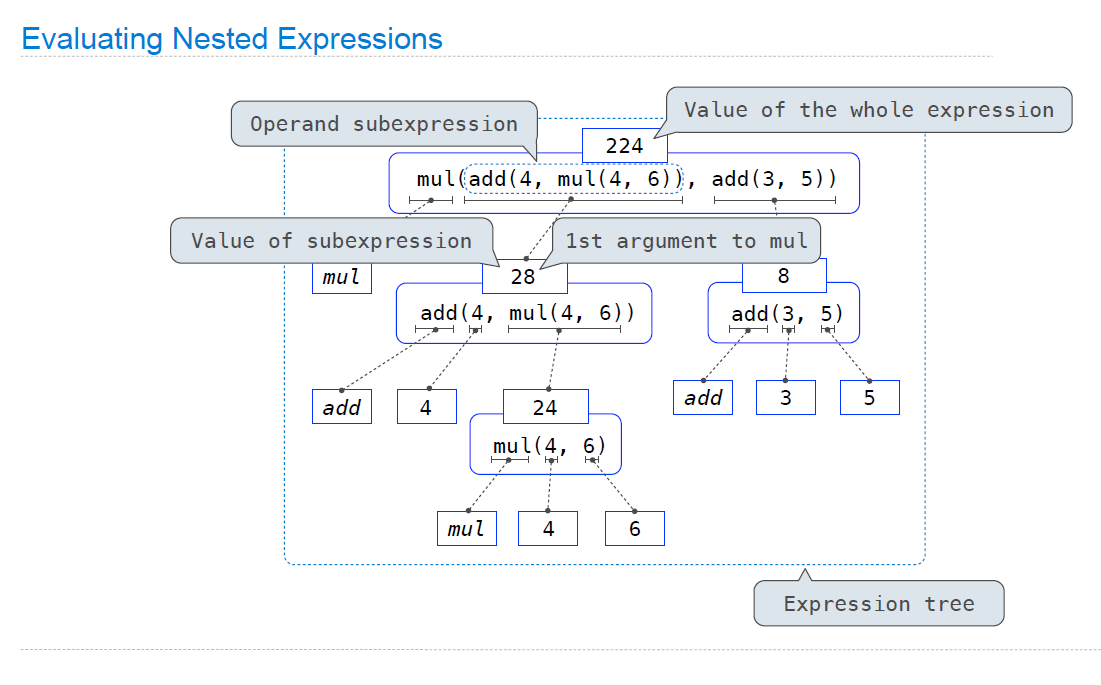 Evaluating Nested Expressions
Value of the whole expression
Operand subexpression
224
mul(add(4, mul(4, 6)), add(3, 5))
Value of subexpression
1st argument to mul
mul
28
8
add(4, mul(4, 6))
add(3, 5)
add
4
24
add
3
5
mul(4, 6)
mul
4
6
Expression tree